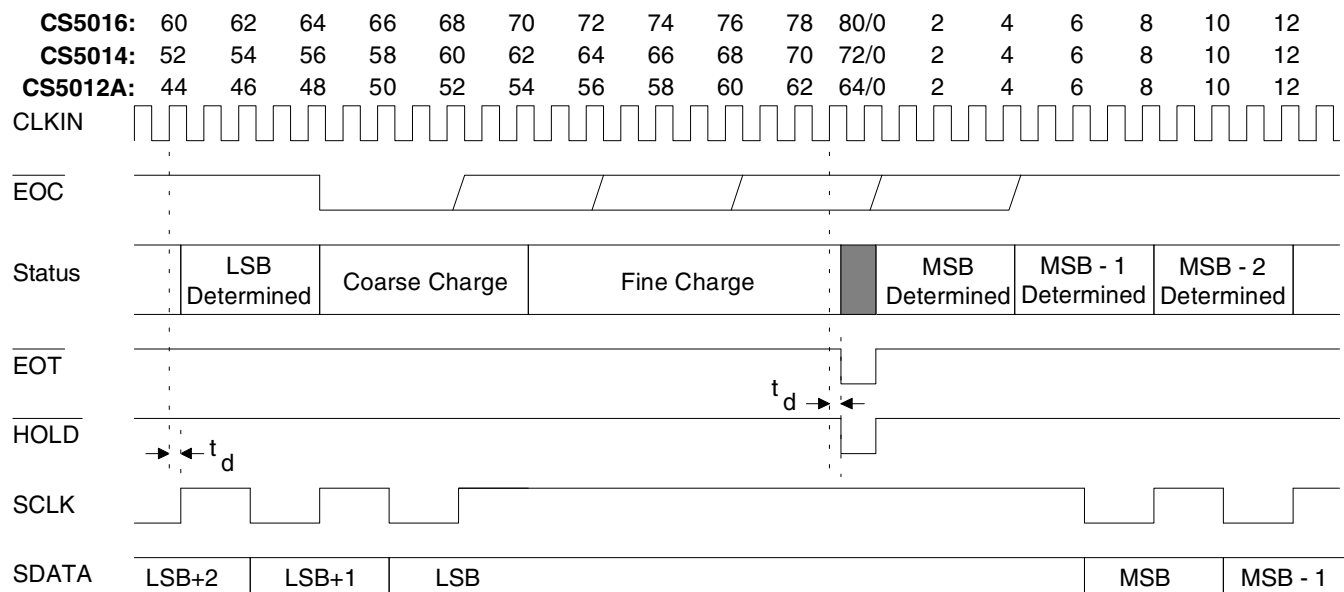 CS5016: 60 62 64 66 68 70 72 74 76 78 80/0 2 4 6 8 10 12
CS5014: 52 54 56 58 60 62 64 66 68 70 72/0 2 4 6 8 10 12
CS5012A: 44 46 48 50 52 54 56 58 60 62 64/0 2 4 6 8 10 12
CLKIN
EOC
Status
LSB
Determined
Coarse Charge
Fine Charge
MSB
Determined
MSB - 1
Determined
MSB - 2
Determined
EOT
td
HOLD
td
SCLK
SDATA LSB+2 LSB+1 LSB MSB MSB - 1